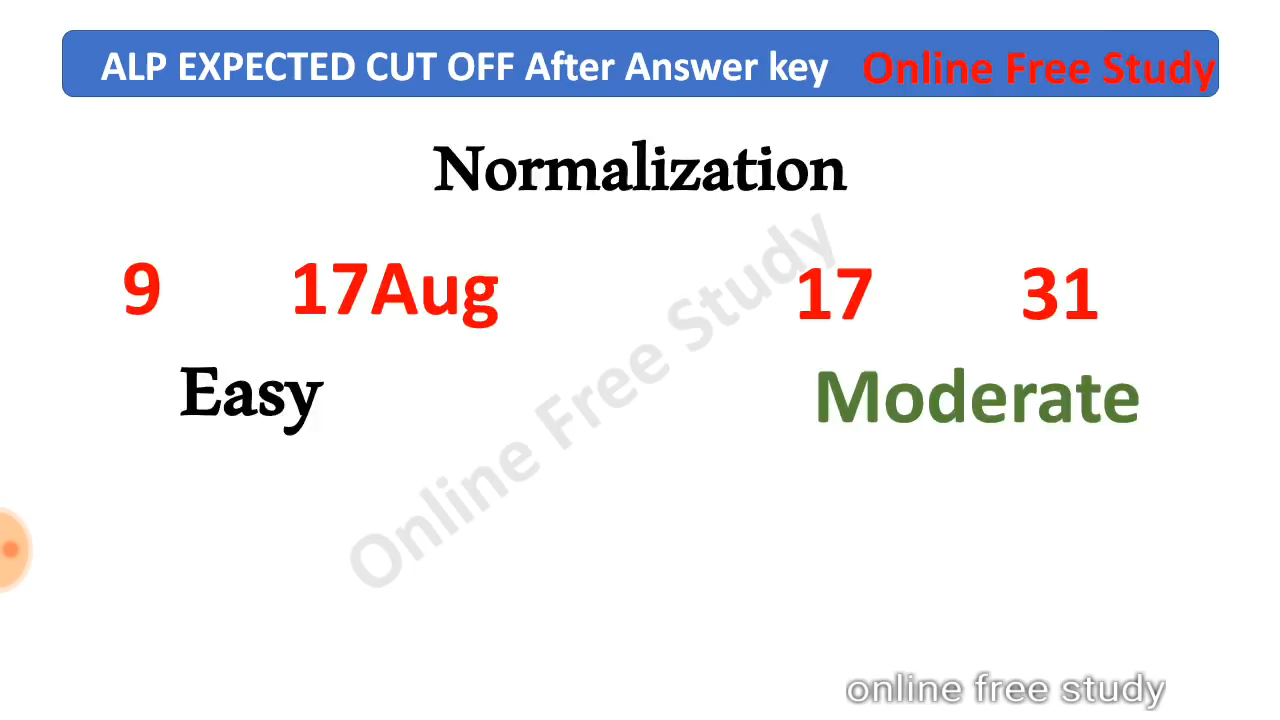 ALP EXPECTED CUT OFF After Answer key Online Free Study
Normalization
9 17Aug 17 31
Easy Moderate
Online Free Study
online free study